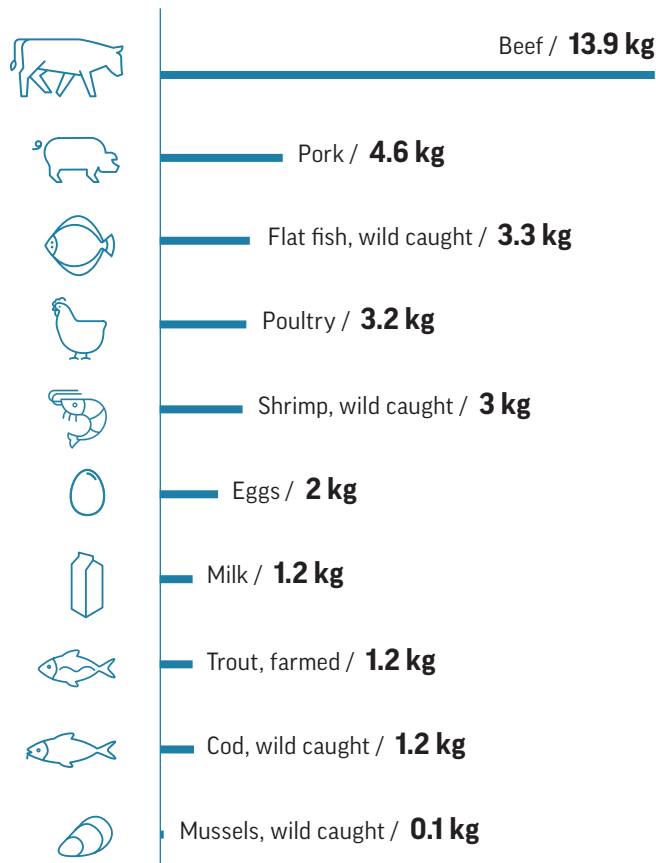 Beef / 13.9 kg
Pork / 4.6 kg
Flat fish, wild caught / 3.3 kg
Poultry / 3.2 kg
Shrimp, wild caught / 3 kg
Eggs / 2 kg
Milk / 1.2 kg
Trout, farmed / 1.2 kg
Cod, wild caught / 1.2 kg
Mussels, wild caught / 0.1 kg